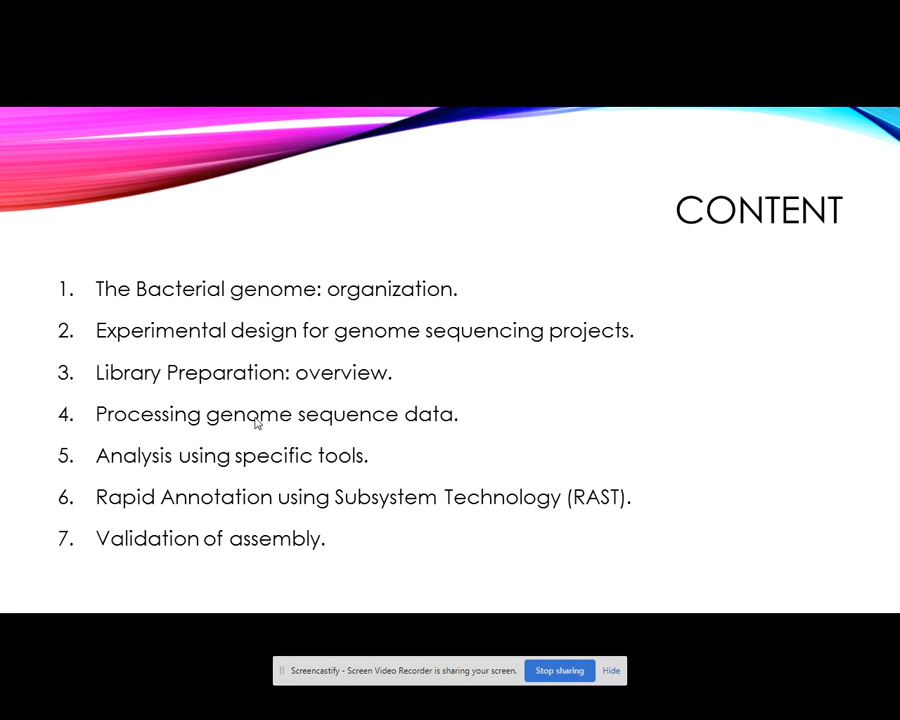 CONTENT
1. The Bacterial genome: organization.
2. Experimental design for genome sequencing projects.
3. Library Preparation: overview.
4. Processing genome sequence data.
5. Analysis using specific tools.
6. Rapid Annotation using Subsystem Technology (RAST).
7. Validation of assembly.
Screencastify - Screen Video Recorder is sharing your screen. Stop sharing Hide